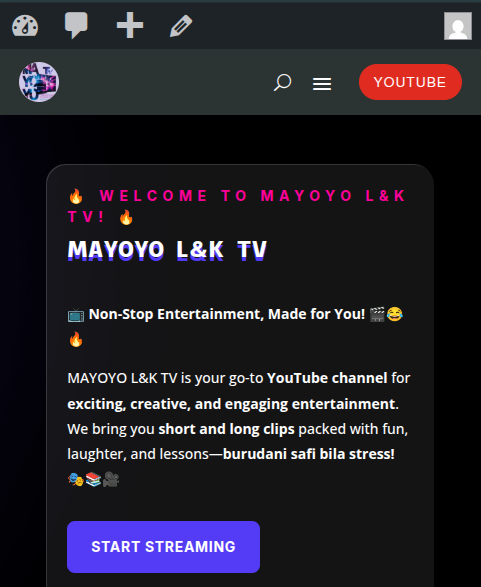 YOUTUBE
🔥 WELCOME TO MAYOYO L&K
TV! 🔥
MAYOYO L&K TV
📺 Non-Stop Entertainment, Made for You! 🎬😂
🔥
MAYOYO L&K TV is your go-to YouTube channel for
exciting, creative, and engaging entertainment.
We bring you short and long clips packed with fun,
laughter, and lessons—burudani safi bila stress!
🎭📚🎥
START STREAMING